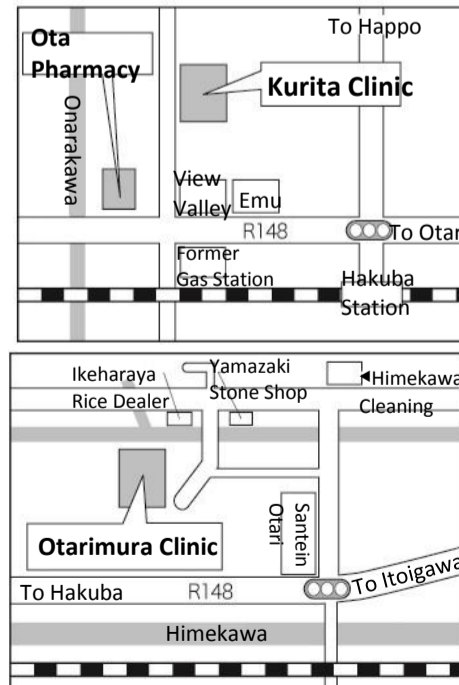 To Happo
Ota
Pharmacy
Kurita Clinic
Onarakawa
View
Valley
Emu
R148
To Otari
Former
Gas Station
Hakuba
Station
Ikeharaya
Rice Dealer
Yamazaki
Stone Shop
Himekawa
Cleaning
Otarimura Clinic
Santein
Otari
To Hakuba
R148
To Itoigawa
Himekawa